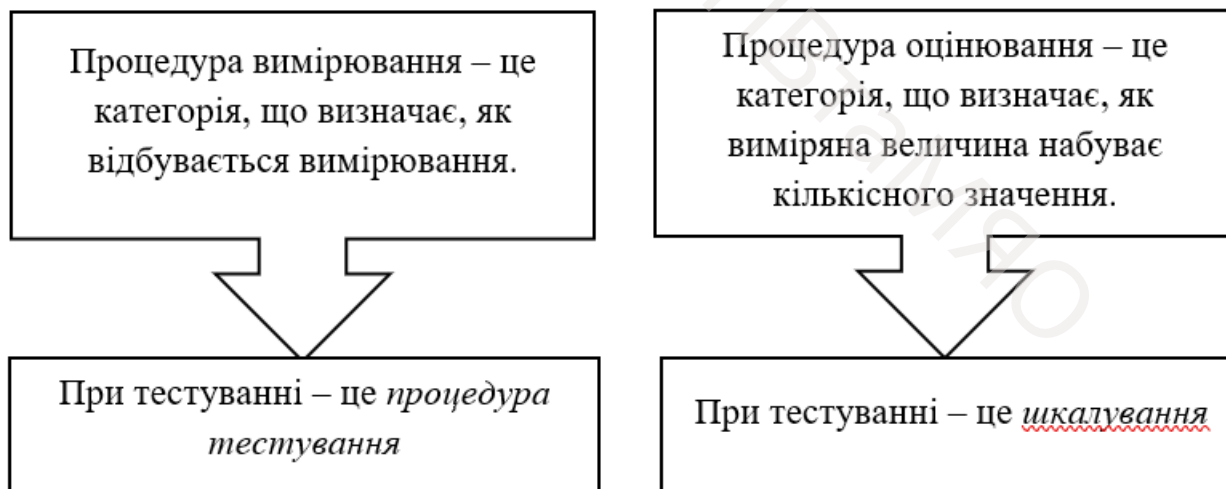 Процедура вимірювання – це
категорія, що визначає, як
відбувається вимірювання.
Процедура оцінювання – це
категорія, що визначає, як
виміряна величина набуває
кількісного значення.
При тестуванні – це процедура
тестування
При тестуванні – це шкалування